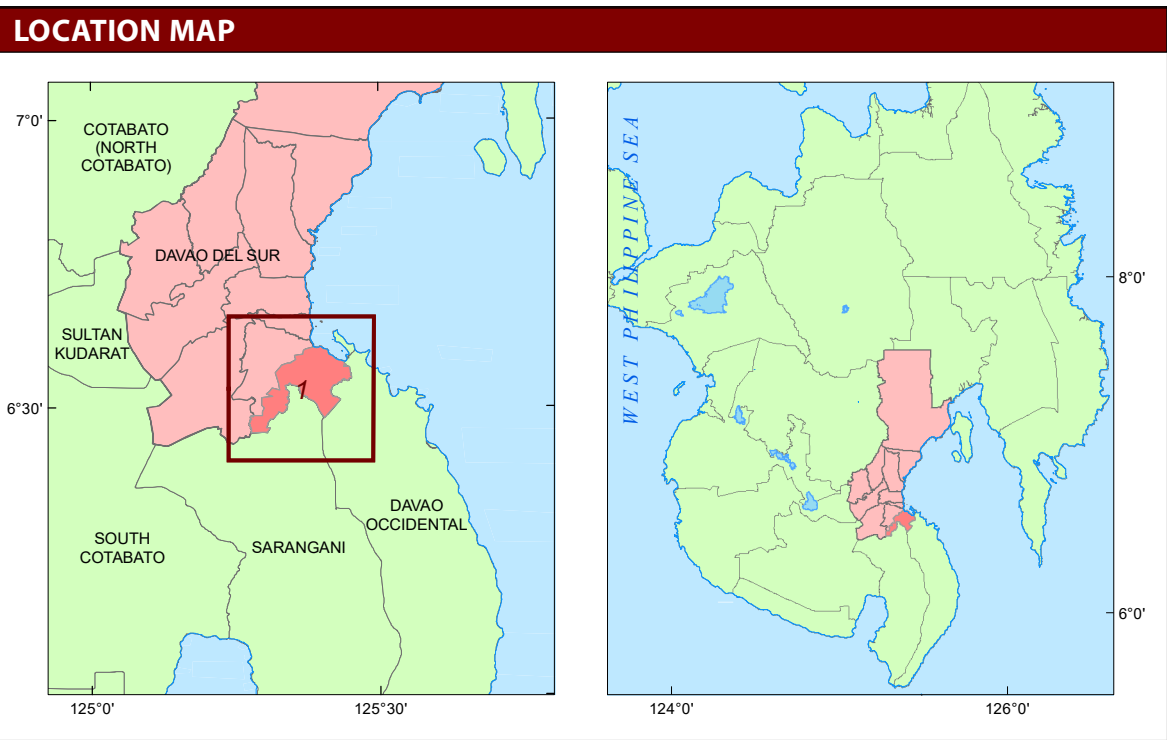 LOCATION MAP
7°0'
COTABATO
(NORTH
COTABATO)
DAVAO DEL SUR
SULTAN
KUDARAT
6°30'
1
DAVAO
OCCIDENTAL
SOUTH
COTABATO
SARANGANI
125°0'
125°30'
WEST PHILIPPINE SEA
8°0'
6°0'
124°0'
126°0'